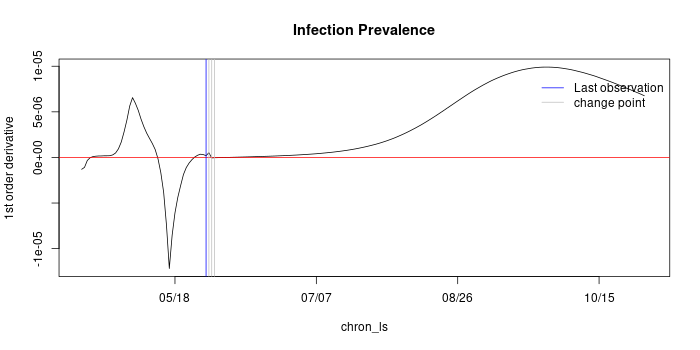 Infection Prevalence
1st order derivative
1e-05
5e-06
0e+00
-1e-05
Last observation
change point
05/18
07/07
08/26
10/15
chron_ls